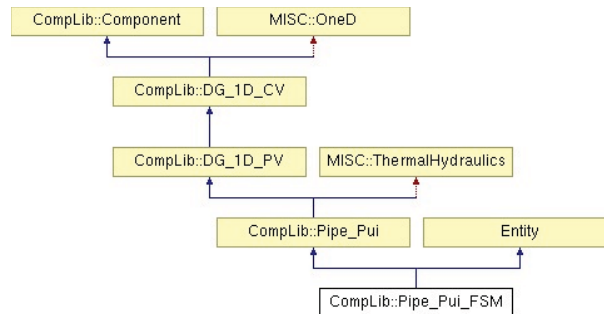 CompLib::Component
MISC::OneD
CompLib::DG_1D_CV
CompLib::DG_1D_PV
MISC::ThermalHydraulics
CompLib::Pipe_Pui
Entity
CompLib::Pipe_Pui_FSM